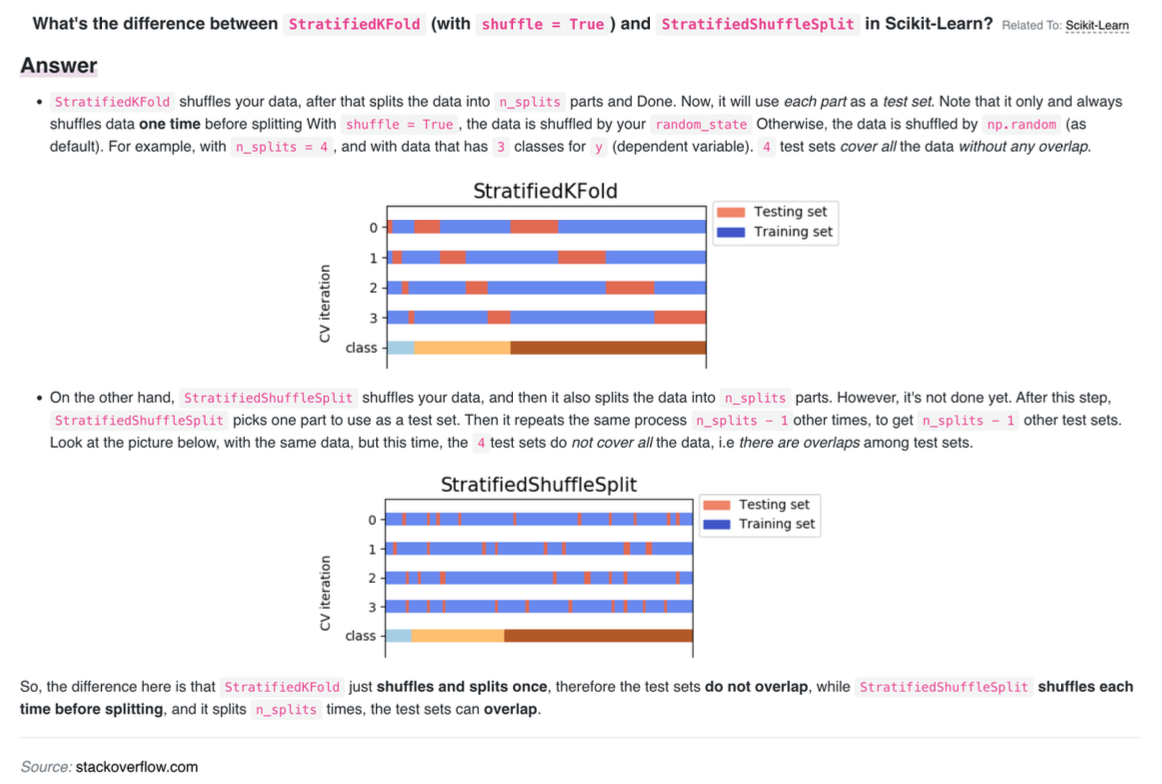 What's the difference between StratifiedKFold (with shuffle = True ) and StratifiedShuffleSplit in Scikit-Learn? Related To: Scikit-Learn
Answer
• StratifiedKFold shuffles your data, after that splits the data into n_splits parts and Done. Now, it will use each part as a test set. Note that it only and always
shuffles data one time before splitting With shuffle = True , the data is shuffled by your random_state Otherwise, the data is shuffled by np.random (as
default). For example, with n_splits = 4 , and with data that has 3 classes for y (dependent variable). 4 test sets cover all the data without any overlap.
StratifiedKFold
Testing set
Training set
CV iteration
0
1
2
3
class
• On the other hand, StratifiedShuffleSplit shuffles your data, and then it also splits the data into n_splits parts. However, it's not done yet. After this step,
StratifiedShuffleSplit picks one part to use as a test set. Then it repeats the same process n_splits − 1 other times, to get n_splits − 1 other test sets.
Look at the picture below, with the same data, but this time, the 4 test sets do not cover all the data, i.e there are overlaps among test sets.
StratifiedShuffleSplit
Testing set
Training set
CV iteration
0
1
2
3
class
So, the difference here is that StratifiedKFold just shuffles and splits once, therefore the test sets do not overlap, while StratifiedShuffleSplit shuffles each
time before splitting, and it splits n_splits times, the test sets can overlap.
Source: stackoverflow.com